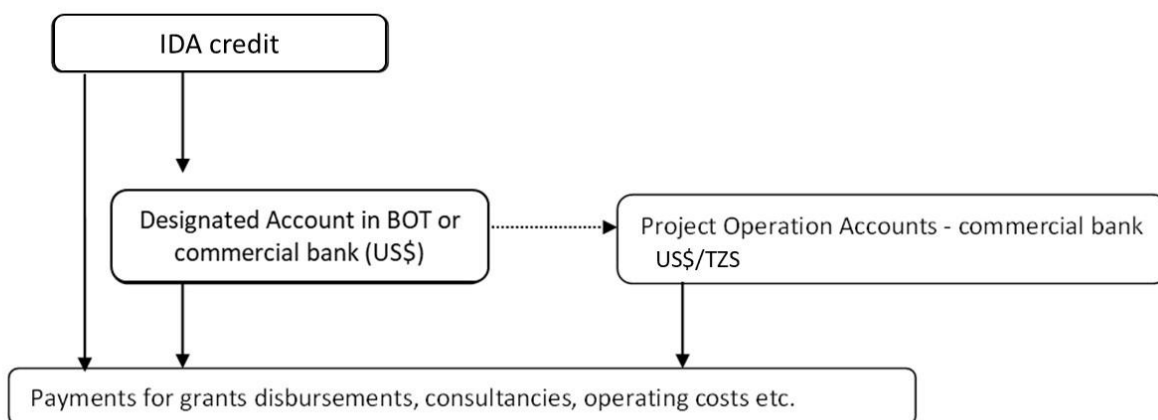 IDA credit
Designated Account in BOT or
commercial bank (US$)
Project Operation Accounts - commercial bank
US$/TZS
Payments for grants disbursements, consultancies, operating costs etc.